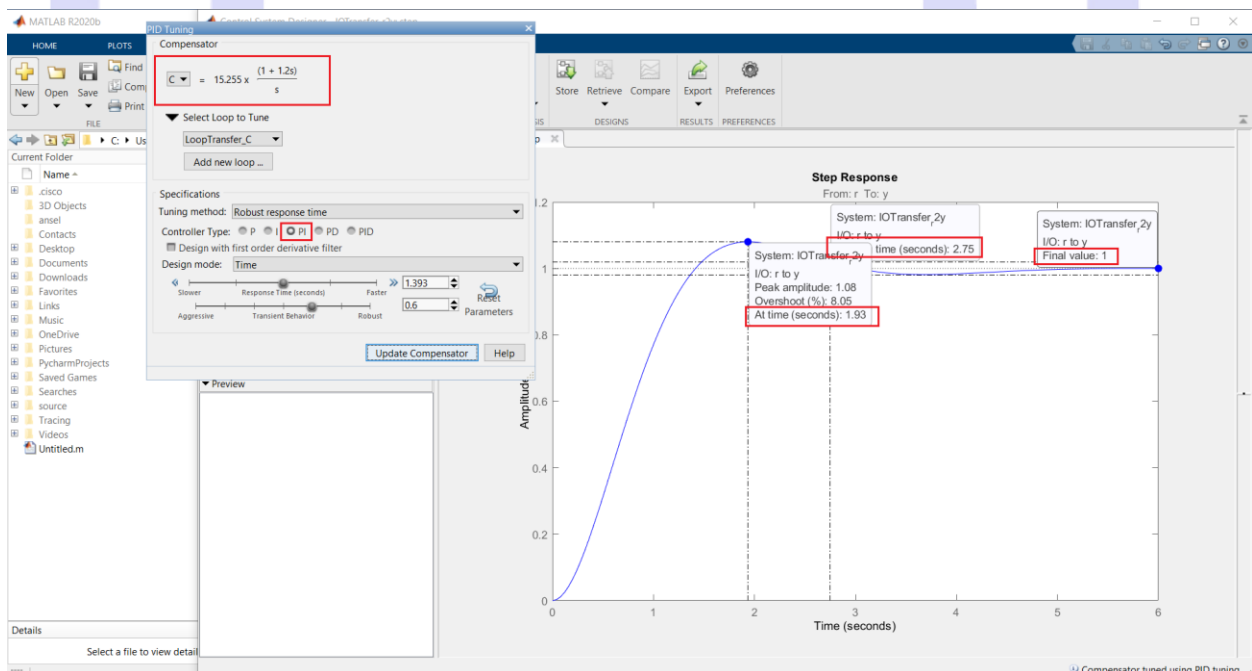 MATLAB R2020b
HOME PLOTS
New Open Save
Find
Com
Print
FILE
C: Us
Current Folder
Name
.cisco
3D Objects
ansel
Contacts
Desktop
Documents
Downloads
Favorites
Links
Music
OneDrive
Pictures
PycharmProjects
Saved Games
Searches
source
Tracing
Videos
Untitled.m
Details
Select a file to view detail
PID Tuning
Compensator
C = 15.255 x (1 + 1.2s)
s
Select Loop to Tune
LoopTransfer_C
Add new loop ...
Specifications
Tuning method: Robust response time
Controller Type: P I PI PD PID
Design with first order derivative filter
Design mode: Time
1.393
Slower Response Time (seconds) Faster
0.6
Aggressive Transient Behavior Robust
Reset
Parameters
Update Compensator Help
Preview
Store Retrieve Compare Export Preferences
DESIGNS RESULTS PREFERENCES
Step Response
From: r To: y
System: IOTransfer_r2y
I/O: r to y
time (seconds): 2.75
System: IOTransfer_r2y
I/O: r to y
Final value: 1
System: IOTransfer_r2y
I/O: r to y
Peak amplitude: 1.08
Overshoot (%): 8.05
At time (seconds): 1.93
1
0.8
0.6
0.4
0.2
0
Amplitude
0 1 2 3 4 5 6
Time (seconds)
Compensator tuned using PID tuning